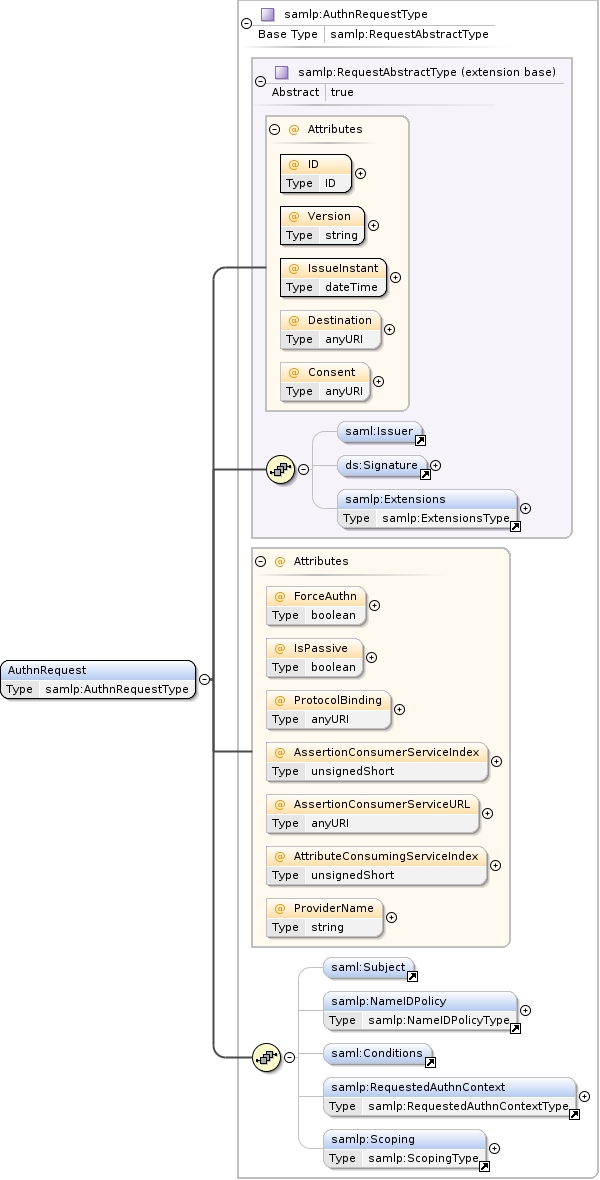 samlp:AuthnRequestType
Base Type samlp:RequestAbstractType
samlp:RequestAbstractType (extension base)
Abstract true
@ Attributes
@ ID
Type ID
@ Version
Type string
@ IssueInstant
Type dateTime
@ Destination
Type anyURI
@ Consent
Type anyURI
saml:Issuer
ds:Signature
samlp:Extensions
Type samlp:ExtensionsType
@ Attributes
@ ForceAuthn
Type boolean
@ IsPassive
Type boolean
AuthnRequest
Type samlp:AuthnRequestType
@ ProtocolBinding
Type anyURI
@ AssertionConsumerServiceIndex
Type unsignedShort
@ AssertionConsumerServiceURL
Type anyURI
@ AttributeConsumingServiceIndex
Type unsignedShort
@ ProviderName
Type string
saml:Subject
samlp:NameIDPolicy
Type samlp:NameIDPolicyType
saml:Conditions
samlp:RequestedAuthnContext
Type samlp:RequestedAuthnContextType
samlp:Scoping
Type samlp:ScopingType